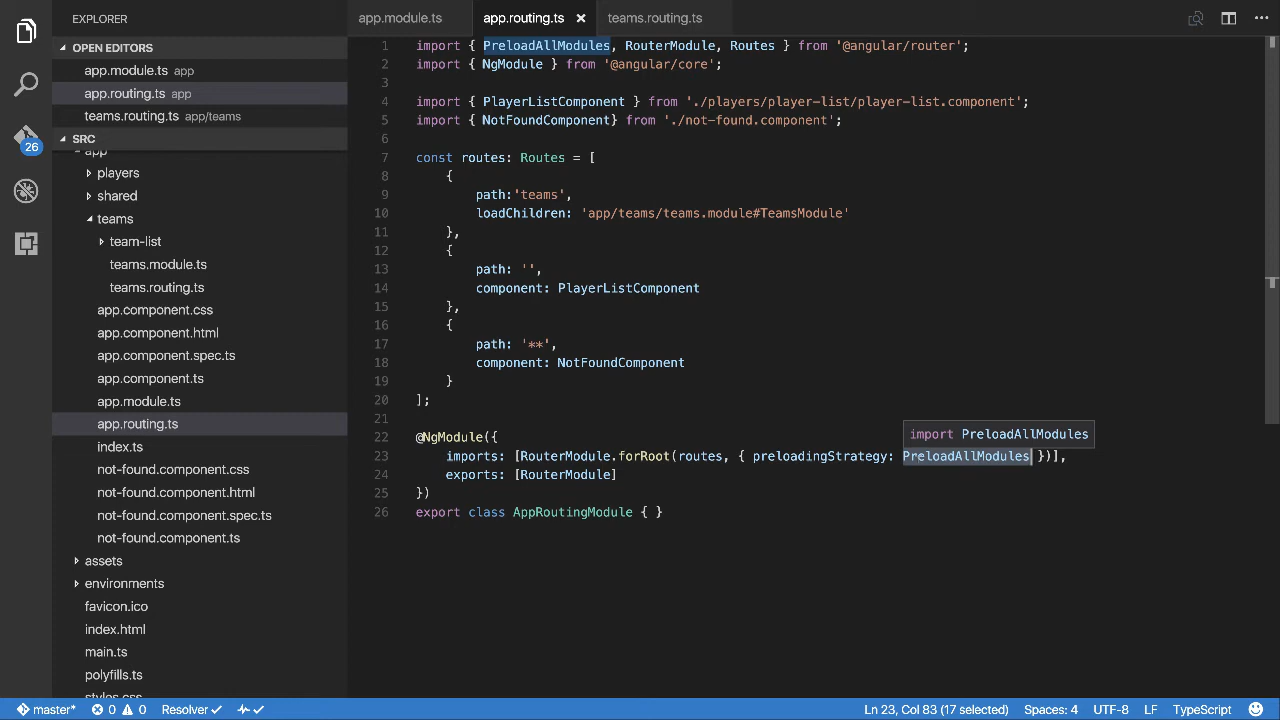 EXPLORER
OPEN EDITORS
app.module.ts app
app.routing.ts app
teams.routing.ts app/teams
SRC
app
players
shared
teams
team-list
teams.module.ts
teams.routing.ts
app.component.css
app.component.html
app.component.spec.ts
app.component.ts
app.module.ts
app.routing.ts
index.ts
not-found.component.css
not-found.component.html
not-found.component.spec.ts
not-found.component.ts
assets
environments
favicon.ico
index.html
main.ts
polyfills.ts
styles.css
26
app.module.ts app.routing.ts × teams.routing.ts
1 import { PreloadAllModules, RouterModule, Routes } from '@angular/router';
2 import { NgModule } from '@angular/core';
3
4 import { PlayerListComponent } from './players/player-list/player-list.component';
5 import { NotFoundComponent} from './not-found.component';
6
7 const routes: Routes = [
8 {
9 path:'teams',
10 loadChildren: 'app/teams/teams.module#TeamsModule'
11 },
12 {
13 path: '',
14 component: PlayerListComponent
15 },
16 {
17 path: '**',
18 component: NotFoundComponent
19 }
20 ];
21
22 @NgModule({
import PreloadAllModules
23 imports: [RouterModule.forRoot(routes, { preloadingStrategy: PreloadAllModules })],
24 exports: [RouterModule]
25 })
26 export class AppRoutingModule { }
master* 0 0 Resolver Ln 23, Col 83 (17 selected) Spaces: 4 UTF-8 LF TypeScript